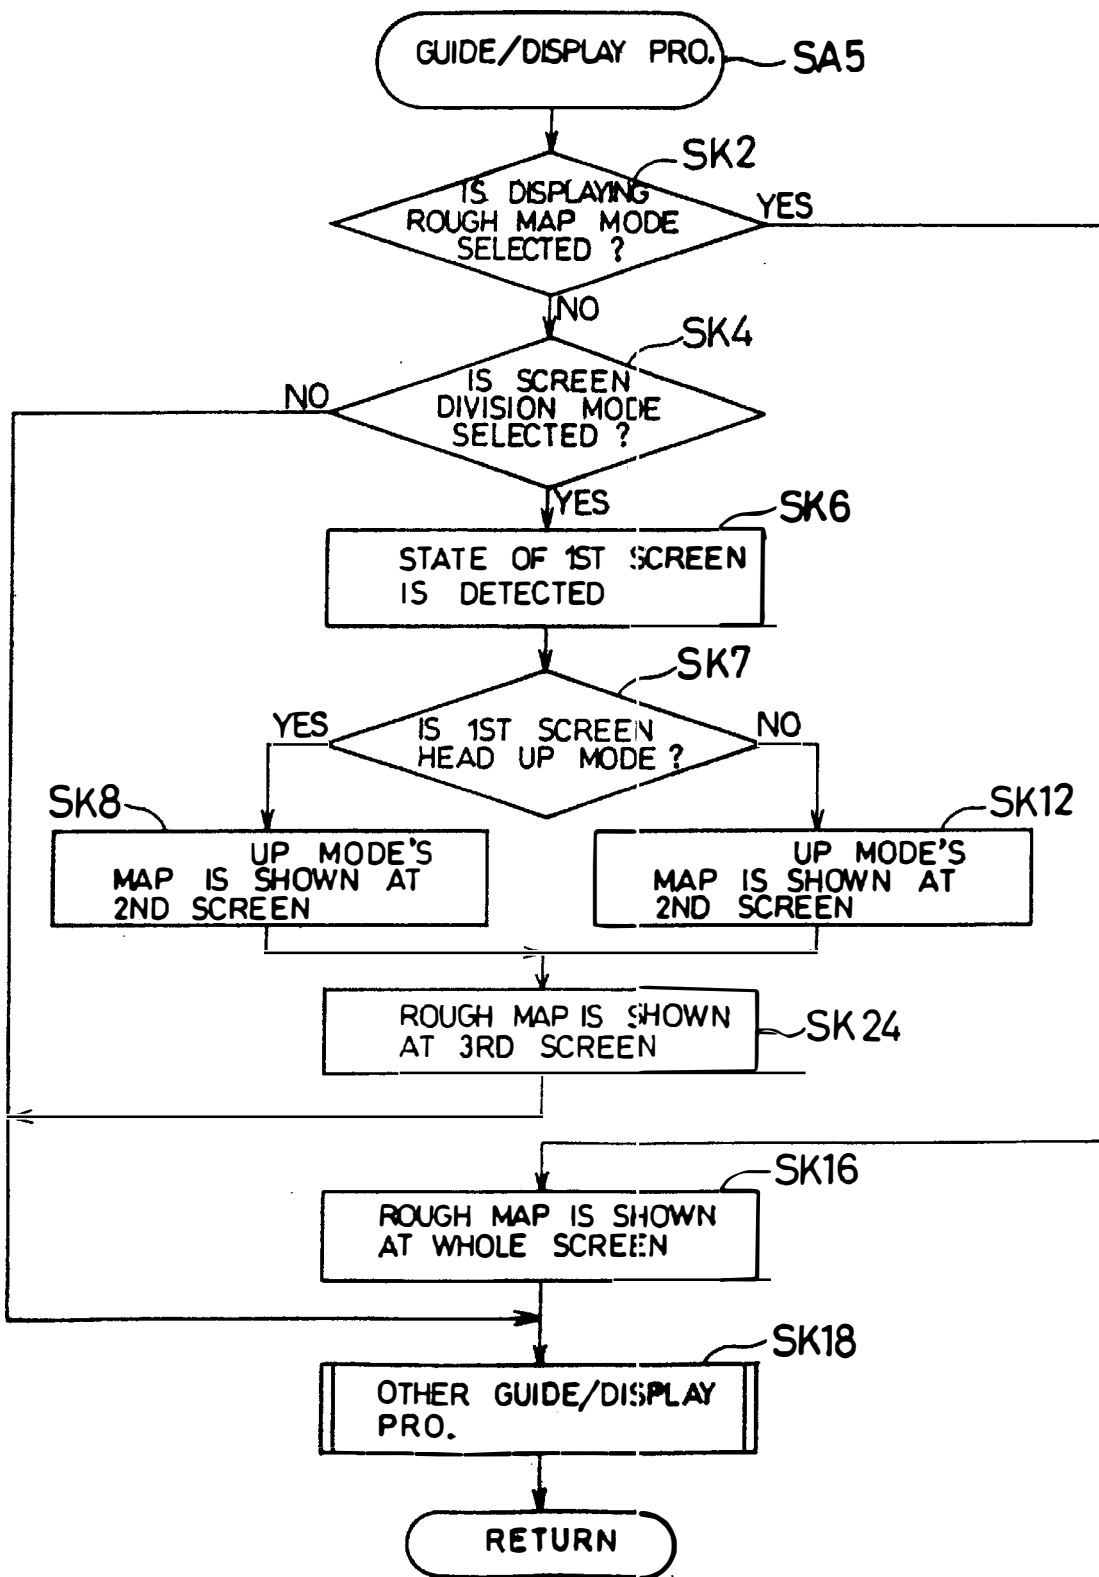 GUIDE/DISPLAY PRO.
SA5
SK2
IS DISPLAYING
ROUGH MAP MODE
SELECTED ?
YES
NO
SK4
IS SCREEN
DIVISION MODE
SELECTED ?
NO
YES
SK6
STATE OF 1ST SCREEN
IS DETECTED
SK7
IS 1ST SCREEN
HEAD UP MODE ?
YES
NO
SK8
UP MODE'S
MAP IS SHOWN AT
2ND SCREEN
SK12
UP MODE'S
MAP IS SHOWN AT
2ND SCREEN
ROUGH MAP IS SHOWN
AT 3RD SCREEN
SK24
SK16
ROUGH MAP IS SHOWN
AT WHOLE SCREEN
SK18
OTHER GUIDE/DISPLAY
PRO.
RETURN